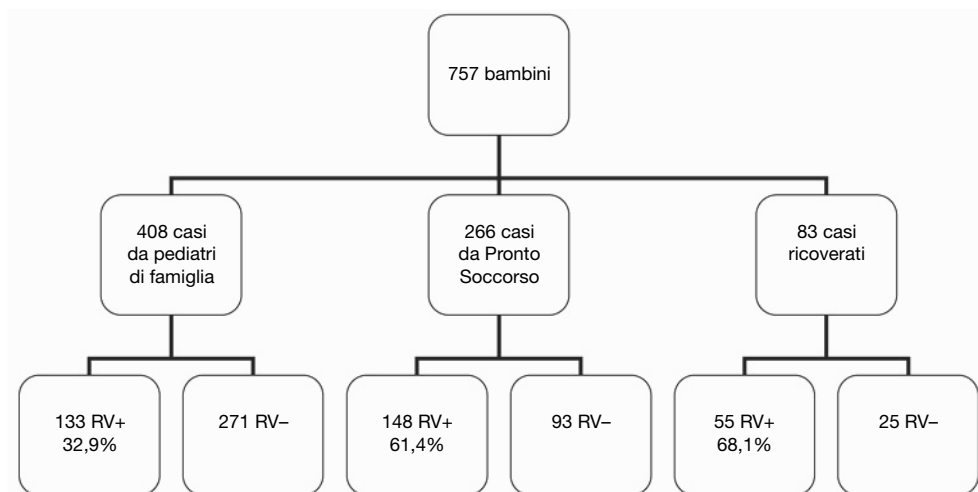 757 bambini
408 casi
da pediatri
di famiglia
266 casi
da Pronto
Soccorso
83 casi
ricoverati
133 RV+
32,9%
271 RV–
148 RV+
61,4%
93 RV–
55 RV+
68,1%
25 RV–